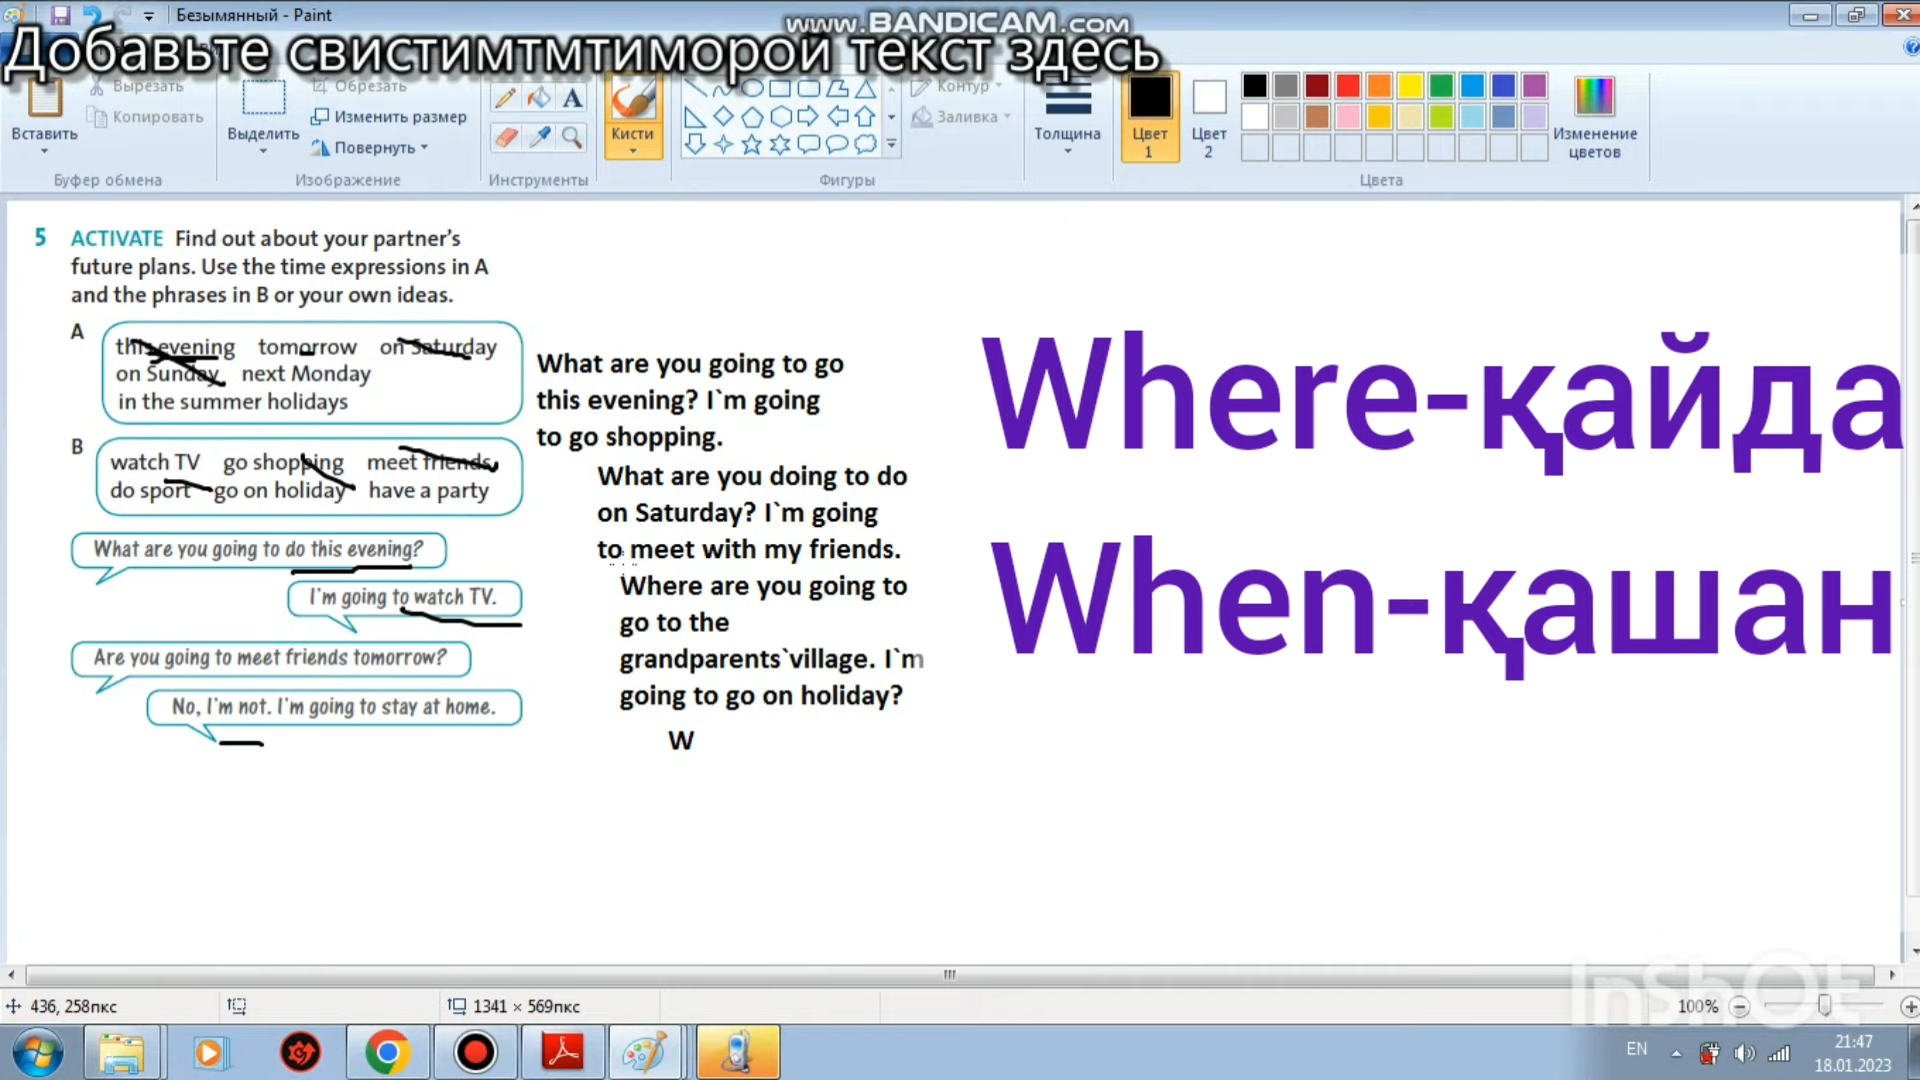 Безымянный - Paint
www.BANDICAM.com
Добавьте свистимтмтиморой текст здесь
Вставить
Вырезать
Копировать
Буфер обмена
Выделить
Обрезать
Изменить размер
Повернуть
Изображение
Инструменты
Кисти
Фигуры
Контур
Заливка
Толщина
Цвет
1
Цвет
2
Изменение
цветов
Цвета
5 ACTIVATE Find out about your partner's
future plans. Use the time expressions in A
and the phrases in B or your own ideas.
A
this evening tomorrow on Saturday
on Sunday next Monday
in the summer holidays
B
watch TV go shopping meet friends
do sport go on holiday have a party
What are you going to do this evening?
I'm going to watch TV.
Are you going to meet friends tomorrow?
No, I'm not. I'm going to stay at home.
What are you going to go
this evening? I`m going
to go shopping.
What are you doing to do
on Saturday? I`m going
to meet with my friends.
Where are you going to
go to the
grandparents`village. I`m
going to go on holiday?
W
Where-қайда
When-қашан
InShOt
436, 258пкс
1341 × 569пкс
100%
EN
21:47
18.01.2023